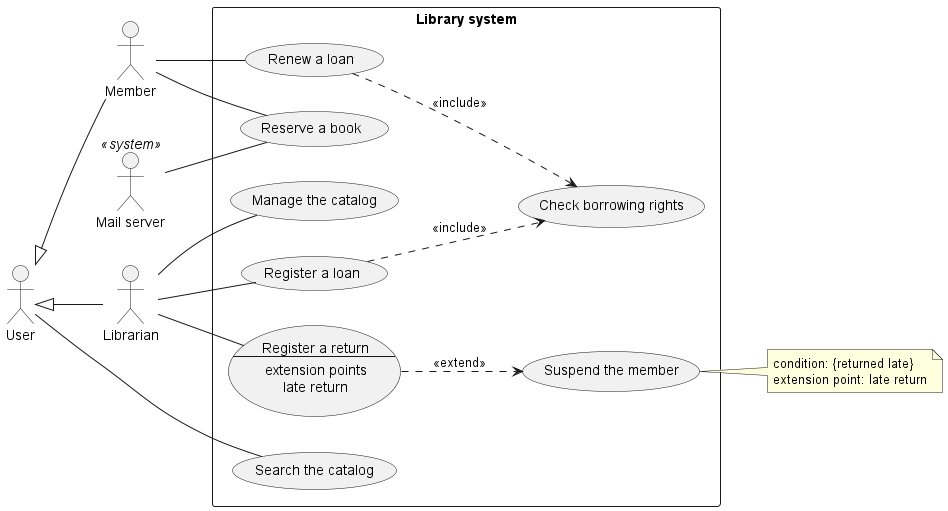 Library system
Member
Renew a loan
«include»
Reserve a book
«system»
Mail server
Manage the catalog
Check borrowing rights
«include»
Register a loan
User
Librarian
Register a return
extension points
late return
«extend»
Suspend the member
condition: {returned late}
extension point: late return
Search the catalog